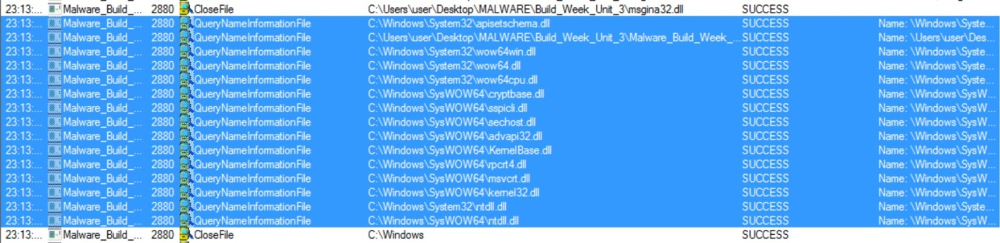 23:13:... Malware_Build_... 2880 CloseFile C:\Users\user\Desktop\MALWARE\Build_Week_Unit_3\msgina32.dll SUCCESS
23:13:... Malware_Build_... 2880 QueryNameInformationFile C:\Windows\System32\apisetschema.dll SUCCESS Name: \Windows\Syste...
23:13:... Malware_Build_... 2880 QueryNameInformationFile C:\Users\user\Desktop\MALWARE\Build_Week_Unit_3\Malware_Build_Week_... SUCCESS Name: \Users\user\Des...
23:13:... Malware_Build_... 2880 QueryNameInformationFile C:\Windows\System32\wow64win.dll SUCCESS Name: \Windows\Syste...
23:13:... Malware_Build_... 2880 QueryNameInformationFile C:\Windows\System32\wow64.dll SUCCESS Name: \Windows\Syste...
23:13:... Malware_Build_... 2880 QueryNameInformationFile C:\Windows\System32\wow64cpu.dll SUCCESS Name: \Windows\Syste...
23:13:... Malware_Build_... 2880 QueryNameInformationFile C:\Windows\SysWOW64\cryptbase.dll SUCCESS Name: \Windows\SysW...
23:13:... Malware_Build_... 2880 QueryNameInformationFile C:\Windows\SysWOW64\sspicli.dll SUCCESS Name: \Windows\SysW...
23:13:... Malware_Build_... 2880 QueryNameInformationFile C:\Windows\SysWOW64\sechost.dll SUCCESS Name: \Windows\SysW...
23:13:... Malware_Build_... 2880 QueryNameInformationFile C:\Windows\SysWOW64\advapi32.dll SUCCESS Name: \Windows\SysW...
23:13:... Malware_Build_... 2880 QueryNameInformationFile C:\Windows\SysWOW64\KernelBase.dll SUCCESS Name: \Windows\SysW...
23:13:... Malware_Build_... 2880 QueryNameInformationFile C:\Windows\SysWOW64\rpcrt4.dll SUCCESS Name: \Windows\SysW...
23:13:... Malware_Build_... 2880 QueryNameInformationFile C:\Windows\SysWOW64\msvcrt.dll SUCCESS Name: \Windows\SysW...
23:13:... Malware_Build_... 2880 QueryNameInformationFile C:\Windows\SysWOW64\kernel32.dll SUCCESS Name: \Windows\SysW...
23:13:... Malware_Build_... 2880 QueryNameInformationFile C:\Windows\System32\ntdll.dll SUCCESS Name: \Windows\Syste...
23:13:... Malware_Build_... 2880 QueryNameInformationFile C:\Windows\SysWOW64\ntdll.dll SUCCESS Name: \Windows\SysW...
23:13:... Malware_Build_... 2880 CloseFile C:\Windows SUCCESS